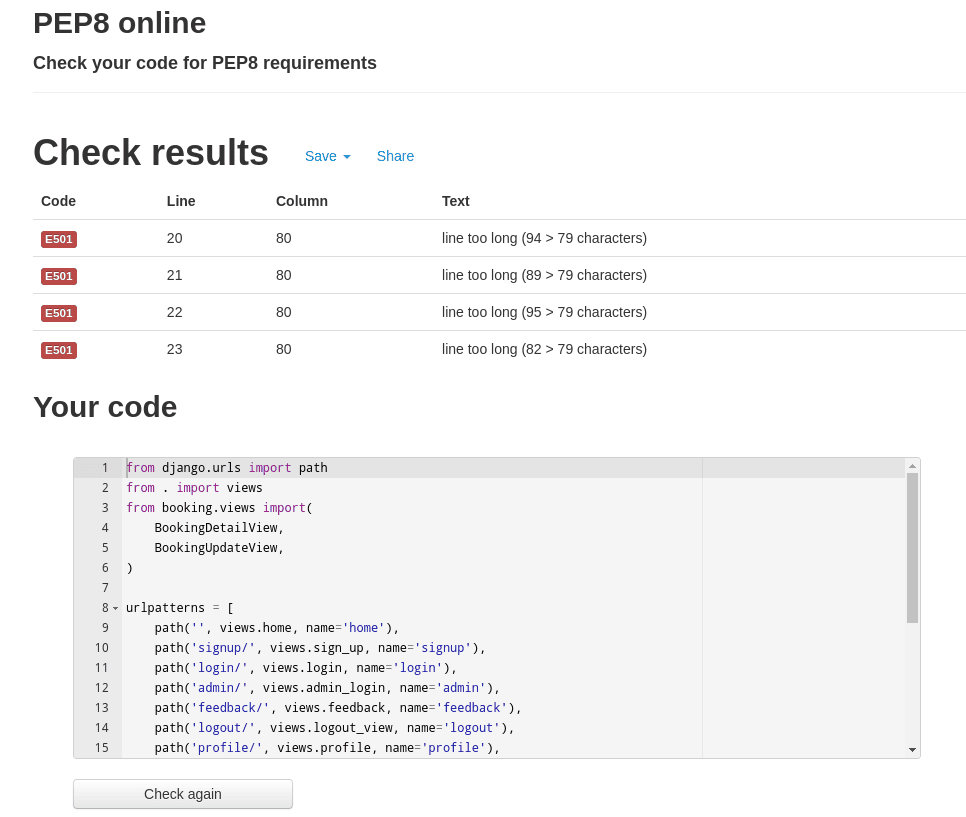 PEP8 online
Check your code for PEP8 requirements
Check results Save Share
Code Line Column Text
E501 20 80 line too long (94 > 79 characters)
E501 21 80 line too long (89 > 79 characters)
E501 22 80 line too long (95 > 79 characters)
E501 23 80 line too long (82 > 79 characters)
Your code
1 from django.urls import path
2 from . import views
3 from booking.views import(
4     BookingDetailView,
5     BookingUpdateView,
6 )
7
8 urlpatterns = [
9     path('', views.home, name='home'),
10     path('signup/', views.sign_up, name='signup'),
11     path('login/', views.login, name='login'),
12     path('admin/', views.admin_login, name='admin'),
13     path('feedback/', views.feedback, name='feedback'),
14     path('logout/', views.logout_view, name='logout'),
15     path('profile/', views.profile, name='profile'),
Check again